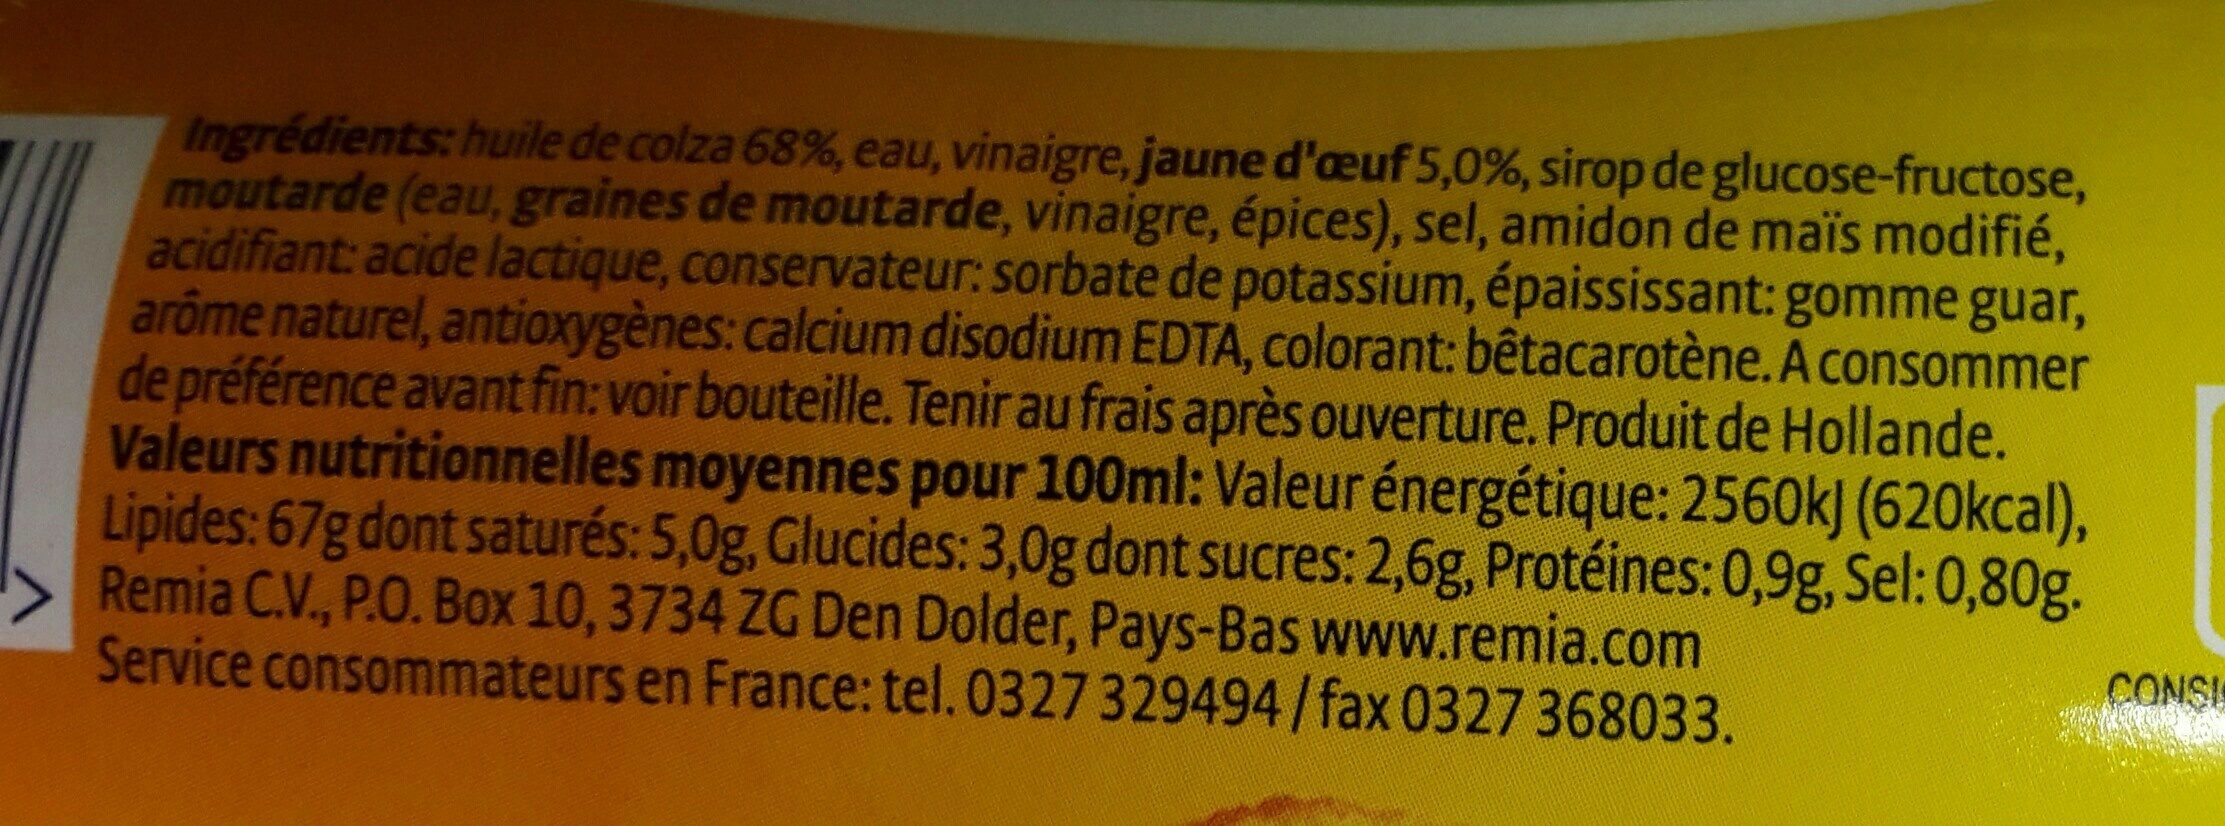 Ingrédients: huile de colza 68%, eau, vinaigre, jaune d'œuf 5,0%, sirop de glucose-fructose,
moutarde (eau, graines de moutarde, vinaigre, épices), sel, amidon de maïs modifié,
acidifiant: acide lactique, conservateur: sorbate de potassium, épaississant: gomme guar,
arôme naturel, antioxygènes: calcium disodium EDTA, colorant: bêtacarotène. A consommer
de préférence avant fin: voir bouteille. Tenir au frais après ouverture. Produit de Hollande.
Valeurs nutritionnelles moyennes pour 100ml: Valeur énergétique: 2560kJ (620kcal),
Lipides: 67g dont saturés: 5,0g, Glucides: 3,0g dont sucres: 2,6g, Protéines: 0,9g, Sel: 0,80g.
Remia C.V., P.O. Box 10, 3734 ZG Den Dolder, Pays-Bas www.remia.com
Service consommateurs en France: tel. 0327 329494 / fax 0327 368033.
>